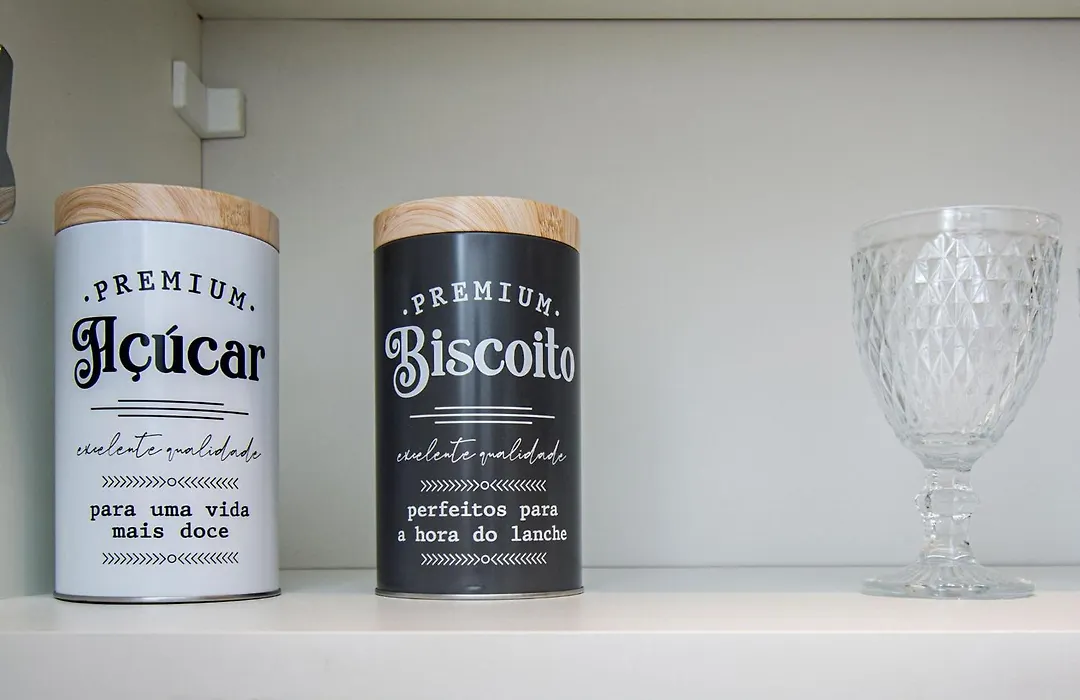 ·PREMIUM·
Açúcar
excelente qualidade
para uma vida
mais doce
·PREMIUM·
Biscoito
excelente qualidade
perfeitos para
a hora do lanche